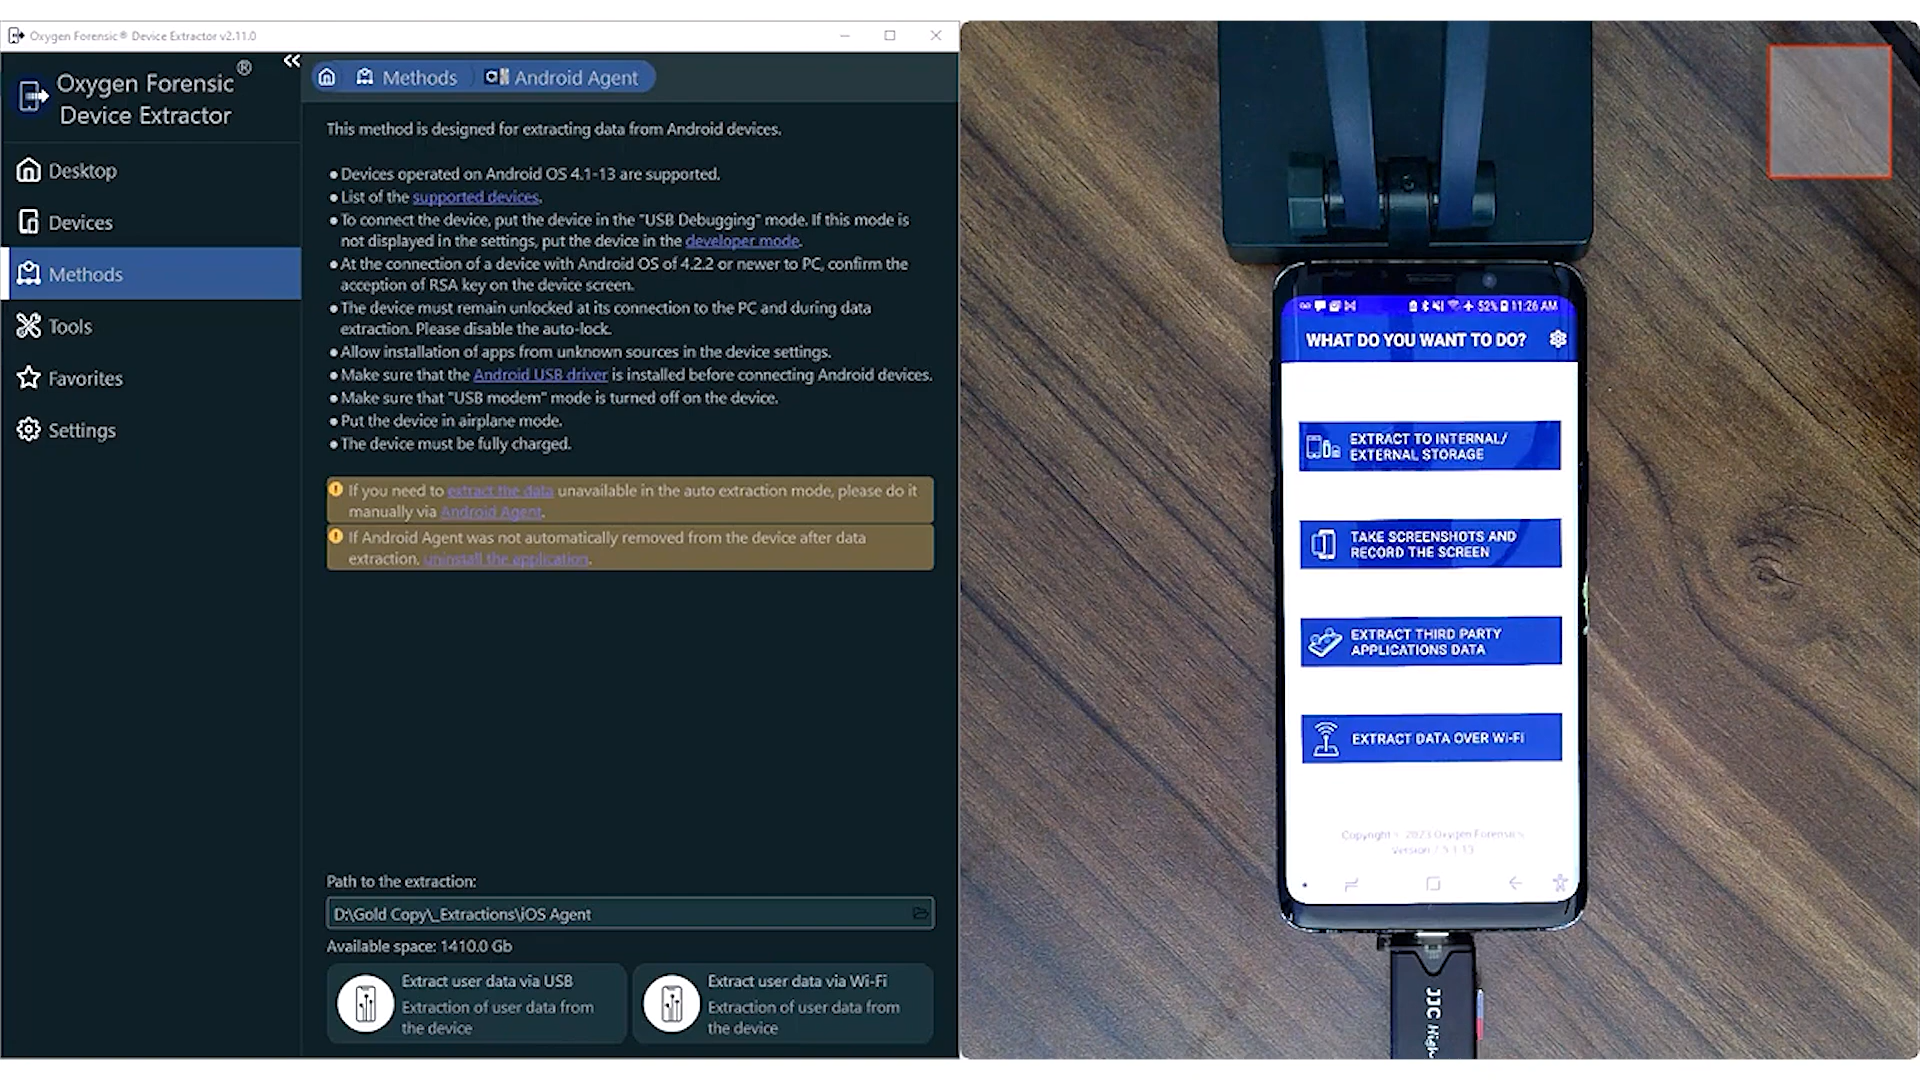 Oxygen Forensic® Device Extractor v2.11.0
Oxygen Forensic®
Device Extractor
Desktop
Devices
Methods
Tools
Favorites
Settings
Methods
Android Agent
This method is designed for extracting data from Android devices.
● Devices operated on Android OS 4.1-13 are supported.
● List of the supported devices.
● To connect the device, put the device in the "USB Debugging" mode. If this mode is
not displayed in the settings, put the device in the developer mode.
● At the connection of a device with Android OS of 4.2.2 or newer to PC, confirm the
acception of RSA key on the device screen.
● The device must remain unlocked at its connection to the PC and during data
extraction. Please disable the auto-lock.
● Allow installation of apps from unknown sources in the device settings.
● Make sure that the Android USB driver is installed before connecting Android devices.
● Make sure that "USB modem" mode is turned off on the device.
● Put the device in airplane mode.
● The device must be fully charged.
If you need to extract the data unavailable in the auto extraction mode, please do it
manually via Android Agent.
If Android Agent was not automatically removed from the device after data
extraction, uninstall the application.
Path to the extraction:
D:\Gold Copy\_Extractions\iOS Agent
Available space: 1410.0 Gb
Extract user data via USB
Extraction of user data from
the device
Extract user data via Wi-Fi
Extraction of user data from
the device
52% 11:26 AM
WHAT DO YOU WANT TO DO?
EXTRACT TO INTERNAL/
EXTERNAL STORAGE
TAKE SCREENSHOTS AND
RECORD THE SCREEN
EXTRACT THIRD PARTY
APPLICATIONS DATA
EXTRACT DATA OVER Wi-Fi
Copyright © 2023 Oxygen Forensics
Version
JJC